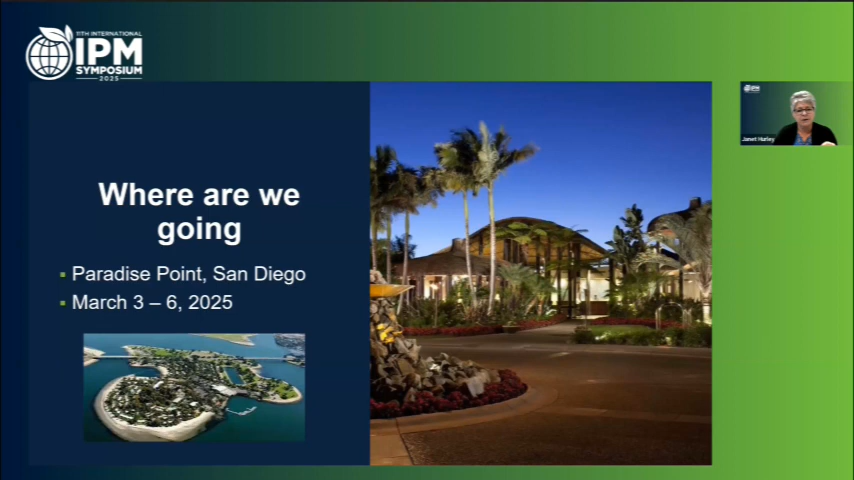 11TH INTERNATIONAL
IPM
SYMPOSIUM
2025
Where are we
going
▪ Paradise Point, San Diego
▪ March 3 – 6, 2025
IPM
Janet Hurley